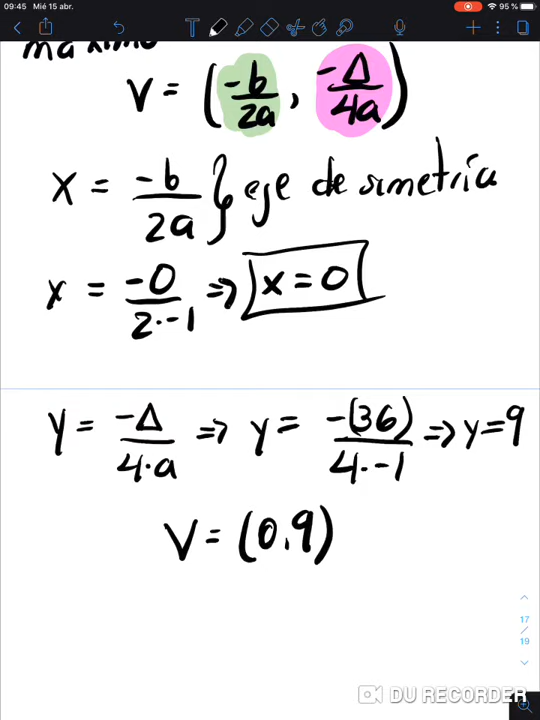 09:45 Mié 15 abr.
95 %
T
máximo
V = (-b/2a, -Δ/4a)
x = -b/2a } eje de simetría
x = -0/2·-1 ⇒ x = 0
y = -Δ/4·a ⇒ y = -(36)/4·-1 ⇒ y = 9
V = (0,9)
17
/
19
DU RECORDER